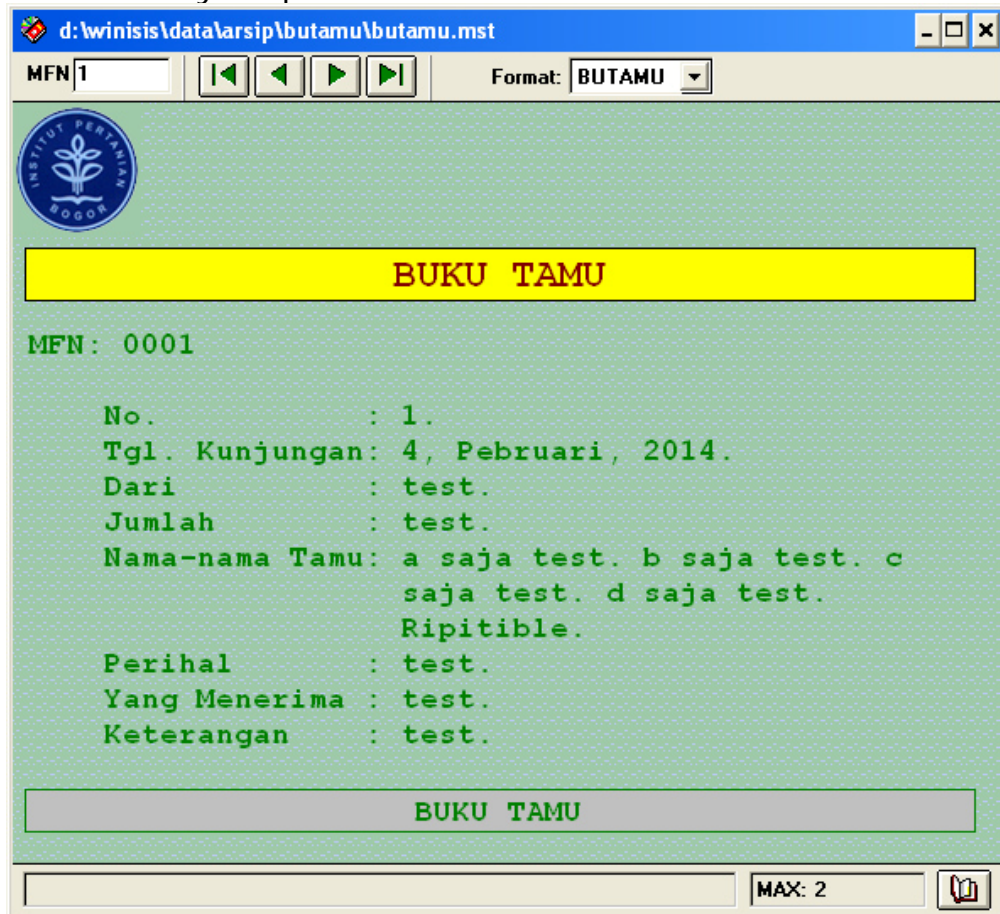 d:\winisis\data\arsip\butamu\butamu.mst
MFN 1 Format: BUTAMU
INSTITUT PERTANIAN BOGOR
BUKU TAMU
MFN: 0001
No. : 1.
Tgl. Kunjungan: 4, Pebruari, 2014.
Dari : test.
Jumlah : test.
Nama-nama Tamu: a saja test. b saja test. c
saja test. d saja test.
Ripitible.
Perihal : test.
Yang Menerima : test.
Keterangan : test.
BUKU TAMU
MAX: 2